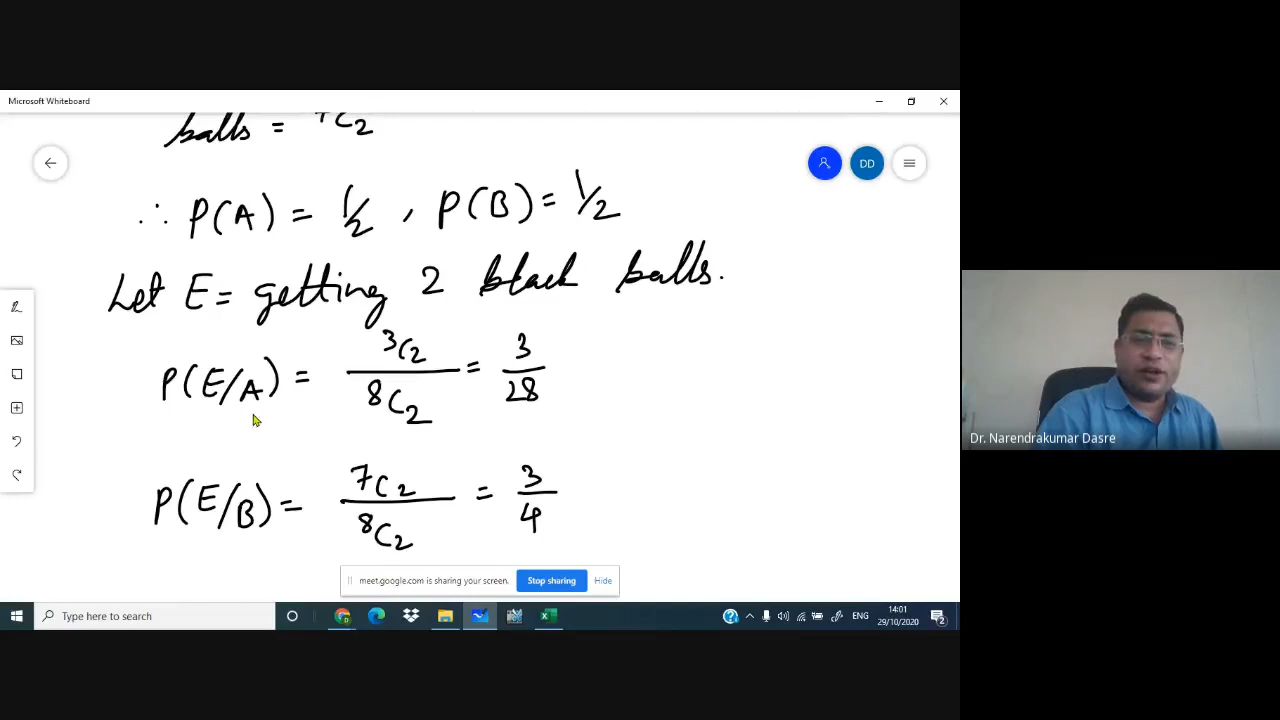 Microsoft Whiteboard
balls = ⁷C₂
∴ P(A) = 1/2 , P(B) = 1/2
DD
Let E = getting 2 black balls.
P(E/A) = ³C₂ / ⁸C₂ = 3/28
Dr. Narendrakumar Dasre
P(E/B) = ⁷C₂ / ⁸C₂ = 3/4
meet.google.com is sharing your screen. Stop sharing Hide
Type here to search
ENG
14:01
29/10/2020
2